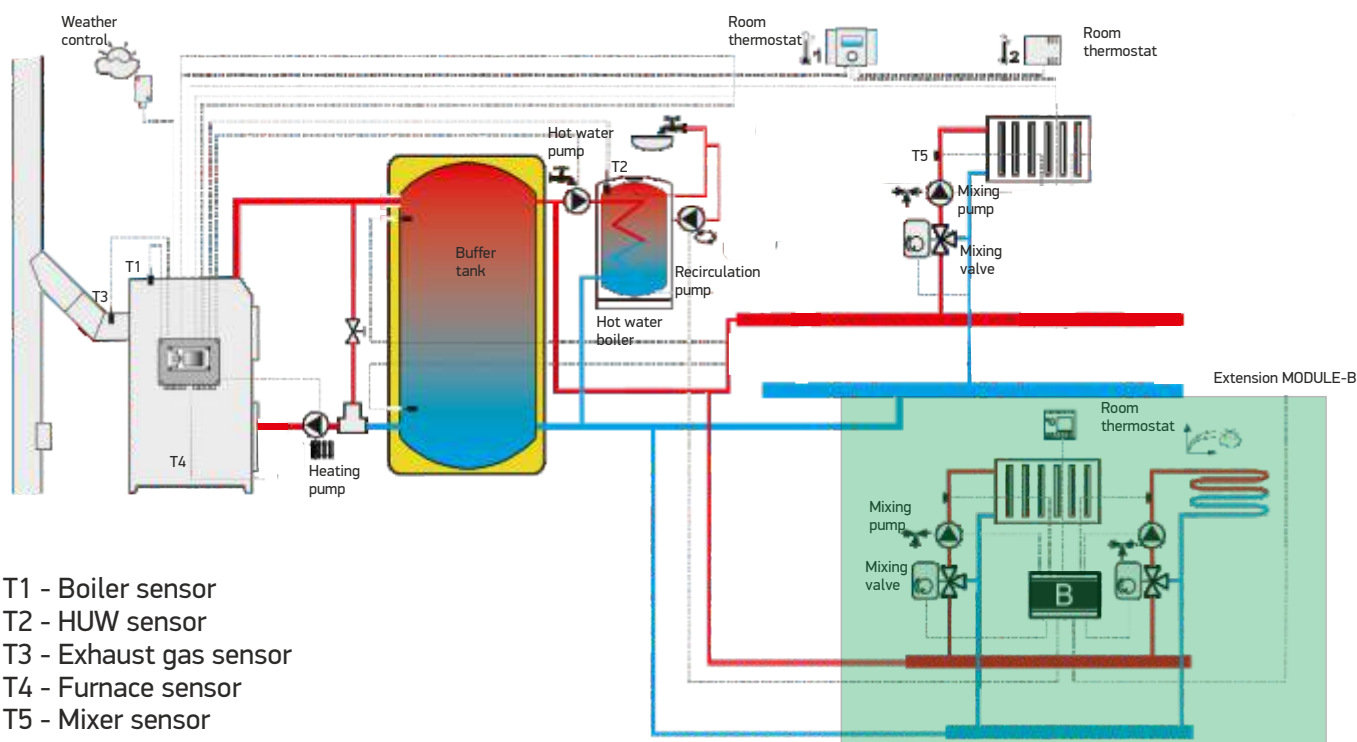 Weather
control
Room
thermostat
1
2
Room
thermostat
Hot water
pump
T2
T5
Mixing
pump
Mixing
valve
Buffer
tank
Recirculation
pump
Hot water
boiler
T1
T3
T4
Heating
pump
Extension MODULE-B
Room
thermostat
Mixing
pump
Mixing
valve
B
T1 - Boiler sensor
T2 - HUW sensor
T3 - Exhaust gas sensor
T4 - Furnace sensor
T5 - Mixer sensor